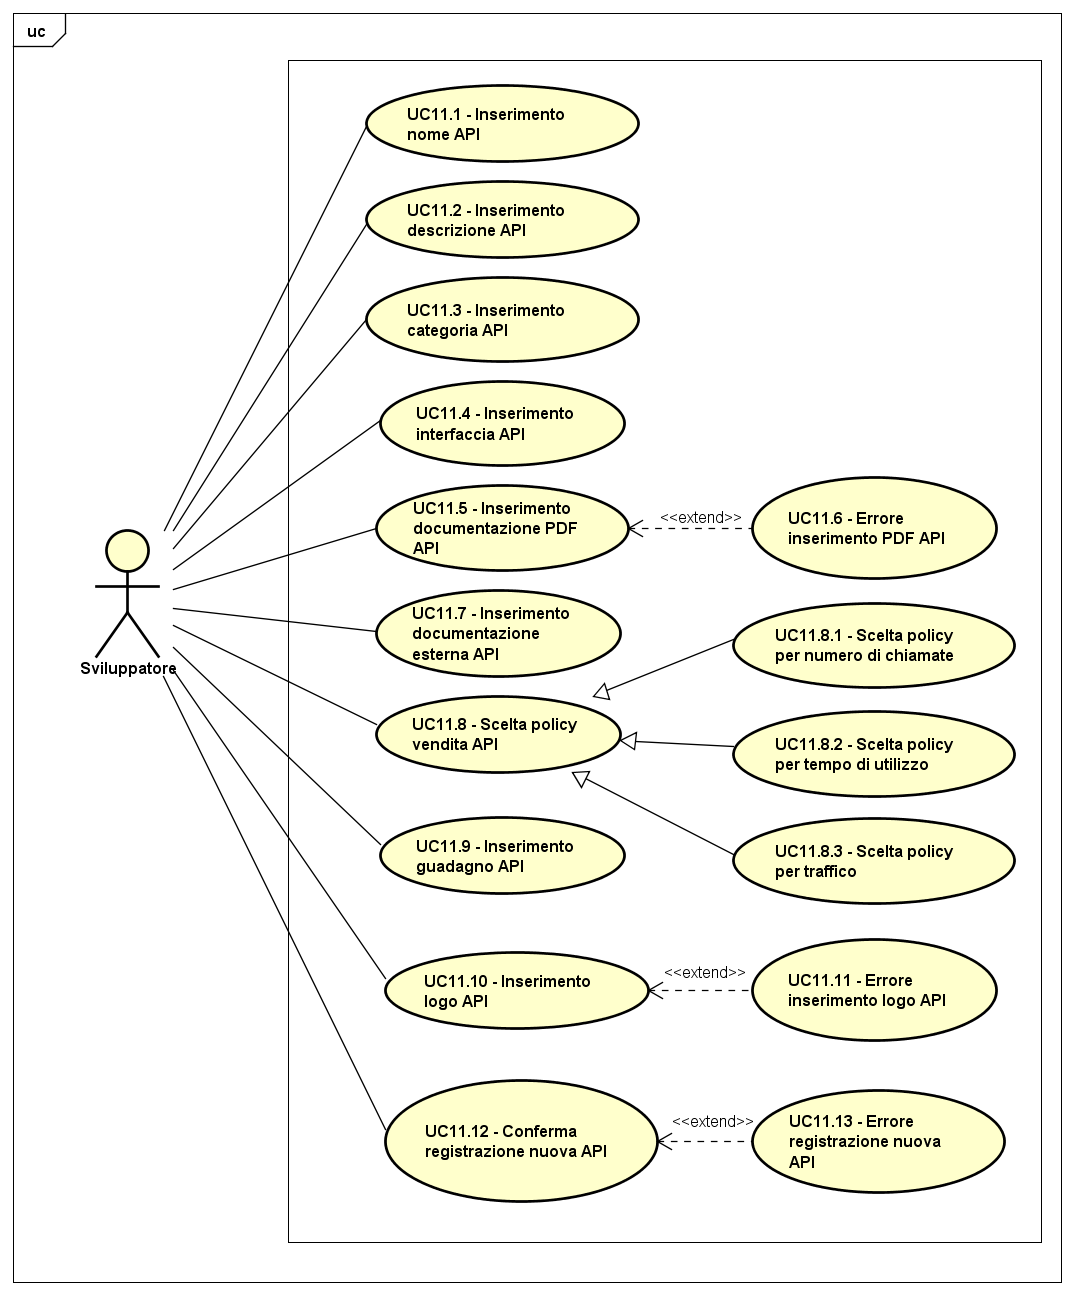 uc
UC11.1 - Inserimento
nome API
UC11.2 - Inserimento
descrizione API
UC11.3 - Inserimento
categoria API
UC11.4 - Inserimento
interfaccia API
UC11.5 - Inserimento
documentazione PDF
API
<<extend>>
UC11.6 - Errore
inserimento PDF API
UC11.7 - Inserimento
documentazione
esterna API
UC11.8.1 - Scelta policy
per numero di chiamate
Sviluppatore
UC11.8 - Scelta policy
vendita API
UC11.8.2 - Scelta policy
per tempo di utilizzo
UC11.9 - Inserimento
guadagno API
UC11.8.3 - Scelta policy
per traffico
UC11.10 - Inserimento
logo API
<<extend>>
UC11.11 - Errore
inserimento logo API
UC11.12 - Conferma
registrazione nuova API
<<extend>>
UC11.13 - Errore
registrazione nuova
API